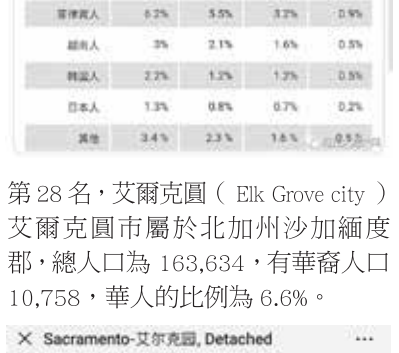 菲律賓人 6.2% 5.5% 3.2% 0.9%
越南人 3% 2.1% 1.6% 0.5%
韓國人 2.2% 1.2% 1.2% 0.5%
日本人 1.3% 0.8% 0.7% 0.2%
其他 3.4% 2.3% 1.6%
第 28 名，艾爾克圓（ Elk Grove city ）
艾爾克圓市屬於北加州沙加緬度
郡，總人口為 163,634，有華裔人口
10,758，華人的比例為 6.6%。
Sacramento-艾尔克园, Detached